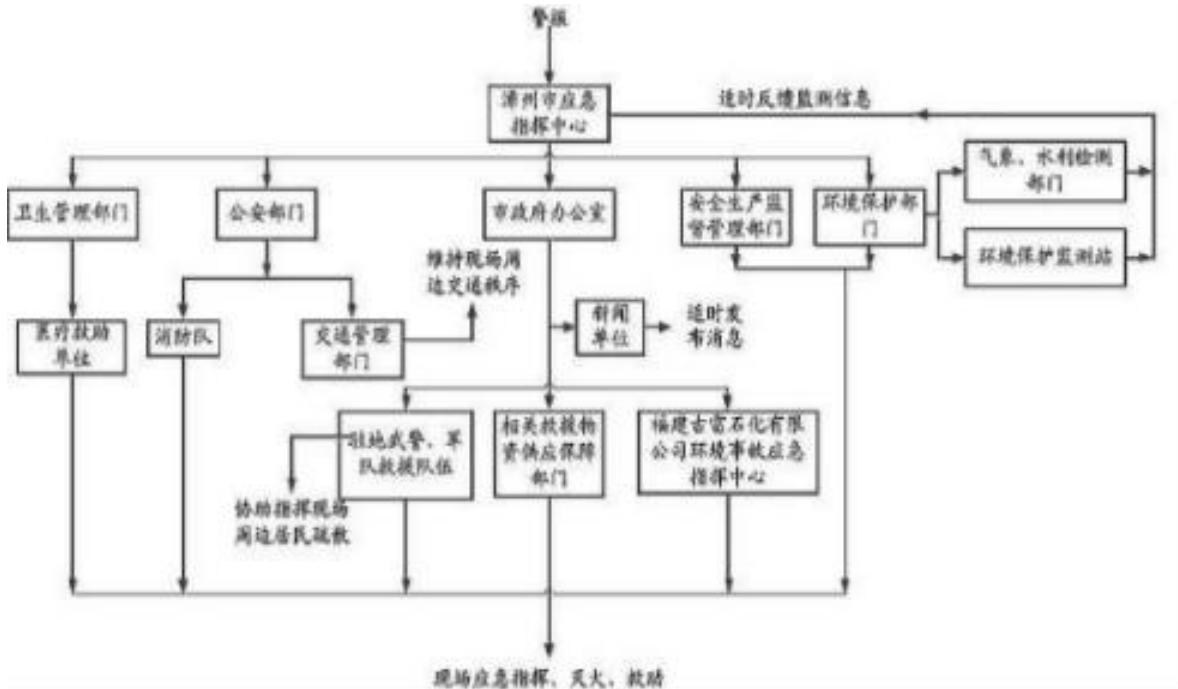 警报
漳州市应急
指挥中心
适时反馈监测信息
气象、水利检测
部门
卫生管理部门
公安部门
市政府办公室
安全生产监
督管理部门
环境保护部
门
环境保护监测站
维持现场周
边交通秩序
医疗救助
单位
消防队
交通管理
部门
新闻
单位
适时发
布消息
驻地武警、军
队救援队伍
相关救援物
资供应保障
部门
福建古雷石化有限
公司环境事故应急
指挥中心
协助指挥现场
周边居民疏散
现场应急指挥、灭火、救助